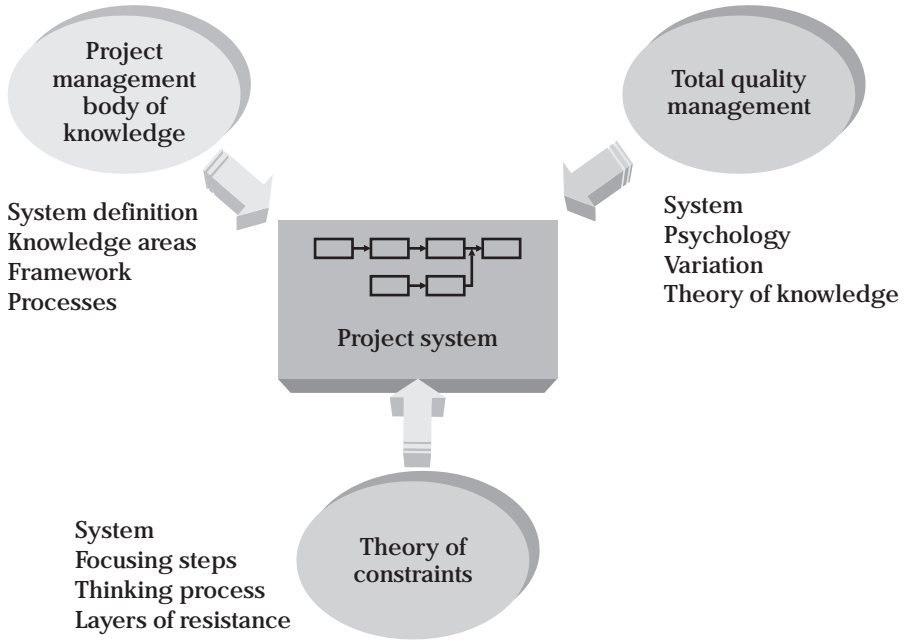 Project
management
body of
knowledge
Total quality
management
System definition
Knowledge areas
Framework
Processes
System
Psychology
Variation
Theory of knowledge
Project system
System
Focusing steps
Thinking process
Layers of resistance
Theory of
constraints